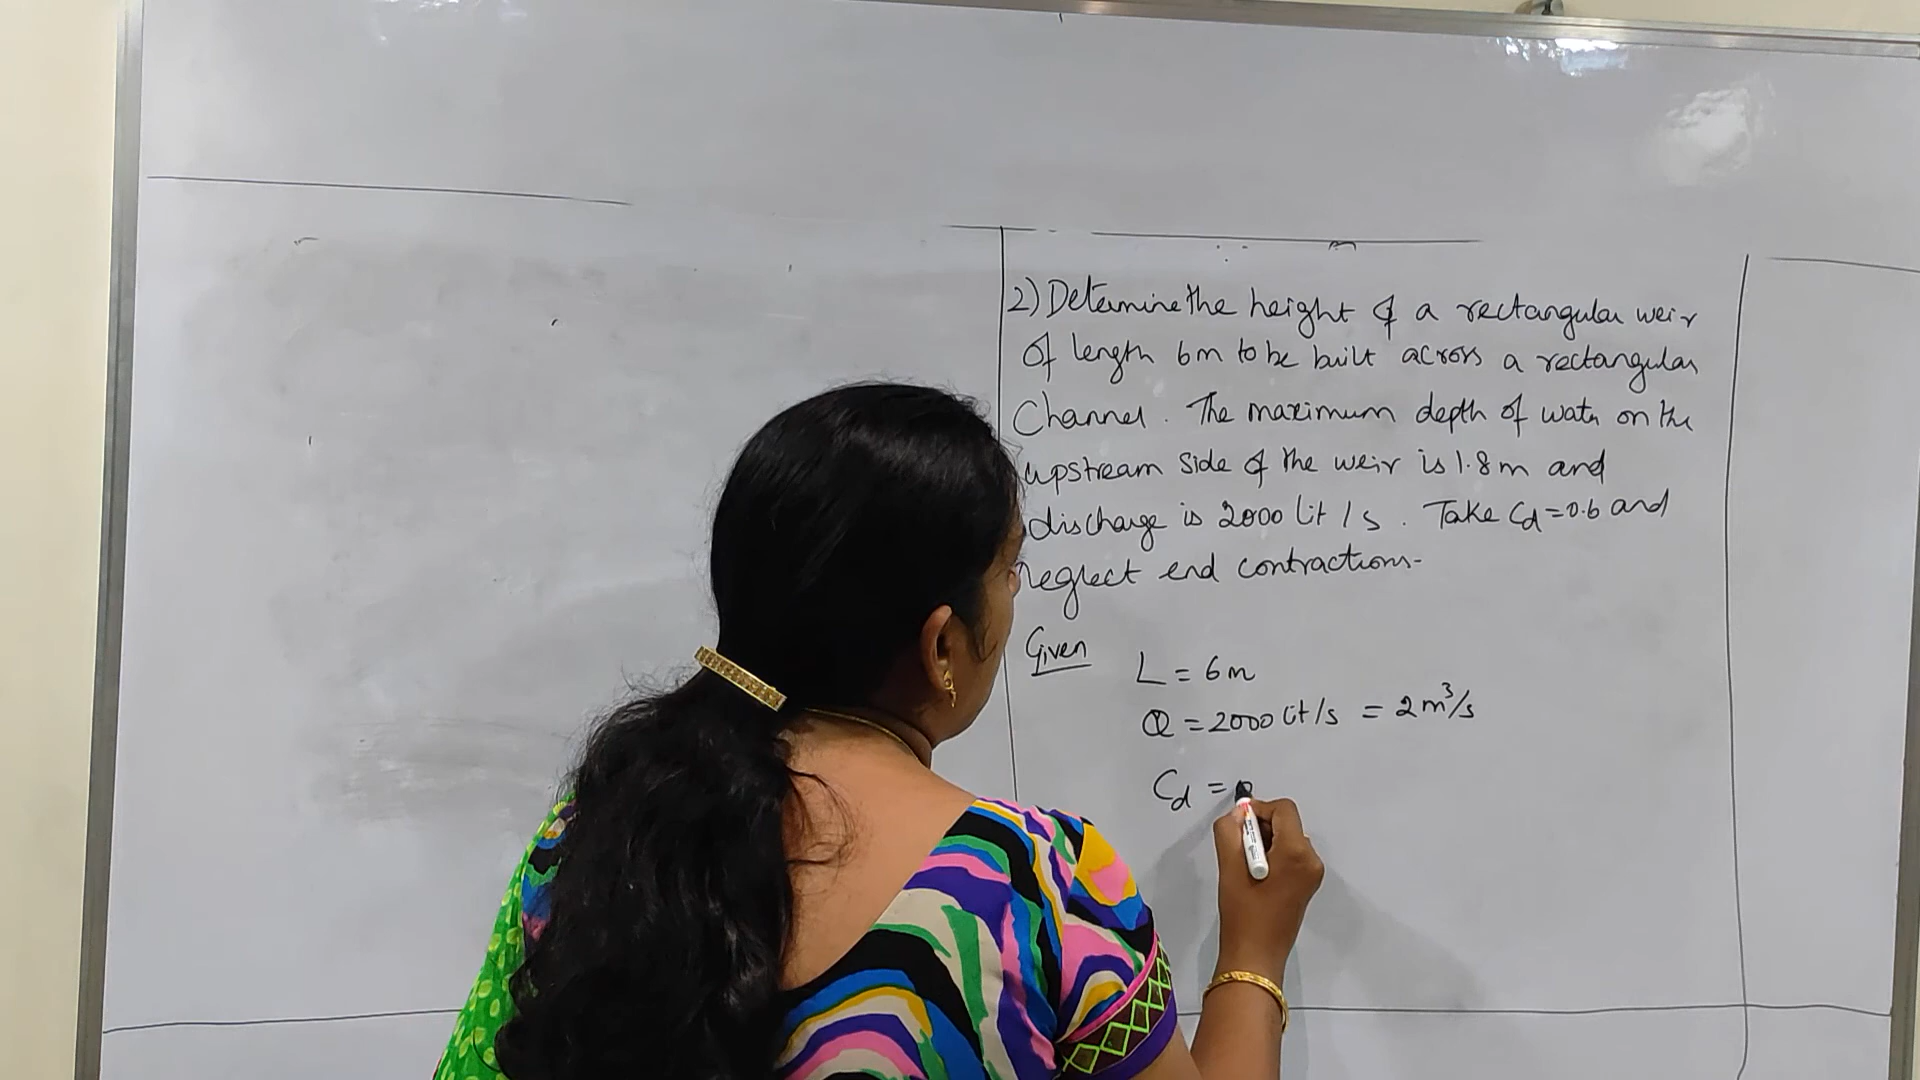 2) Determine the height of a rectangular weir
of length 6m to be built across a rectangular
Channel. The maximum depth of water on the
upstream side of the weir is 1.8m and
discharge is 2000 lit/s. Take Cd=0.6 and
neglect end contractions-
Given
L = 6m
Q = 2000 lit/s = 2m³/s
Cd = 0